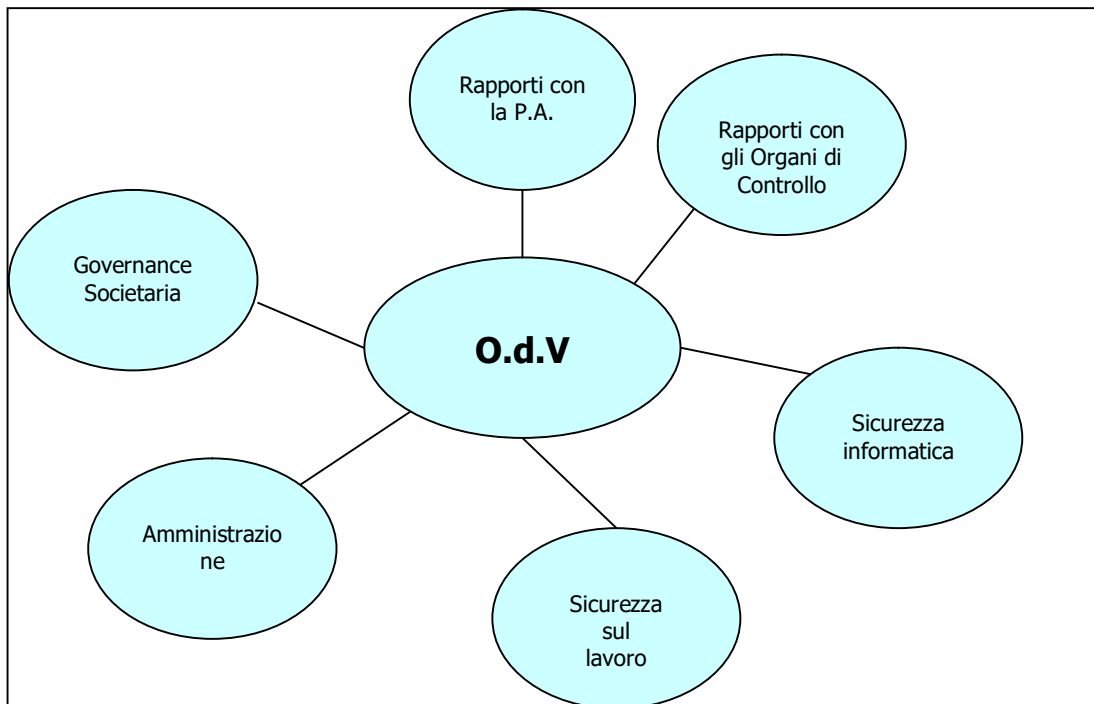 Rapporti con
la P.A.
Rapporti con
gli Organi di
Controllo
Governance
Societaria
O.d.V
Sicurezza
informatica
Amministrazio
ne
Sicurezza
sul
lavoro